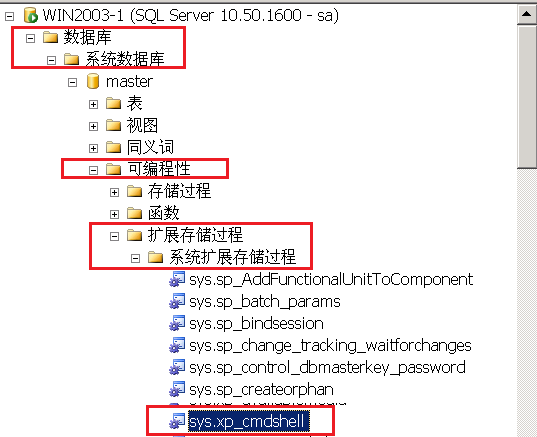 WIN2003-1 (SQL Server 10.50.1600 - sa)
数据库
系统数据库
master
表
视图
同义词
可编程性
存储过程
函数
扩展存储过程
系统扩展存储过程
sys.sp_AddFunctionalUnitToComponent
sys.sp_batch_params
sys.sp_bindsession
sys.sp_change_tracking_waitforchanges
sys.sp_control_dbmasterkey_password
sys.sp_createorphan
sys.xp_cmdshell